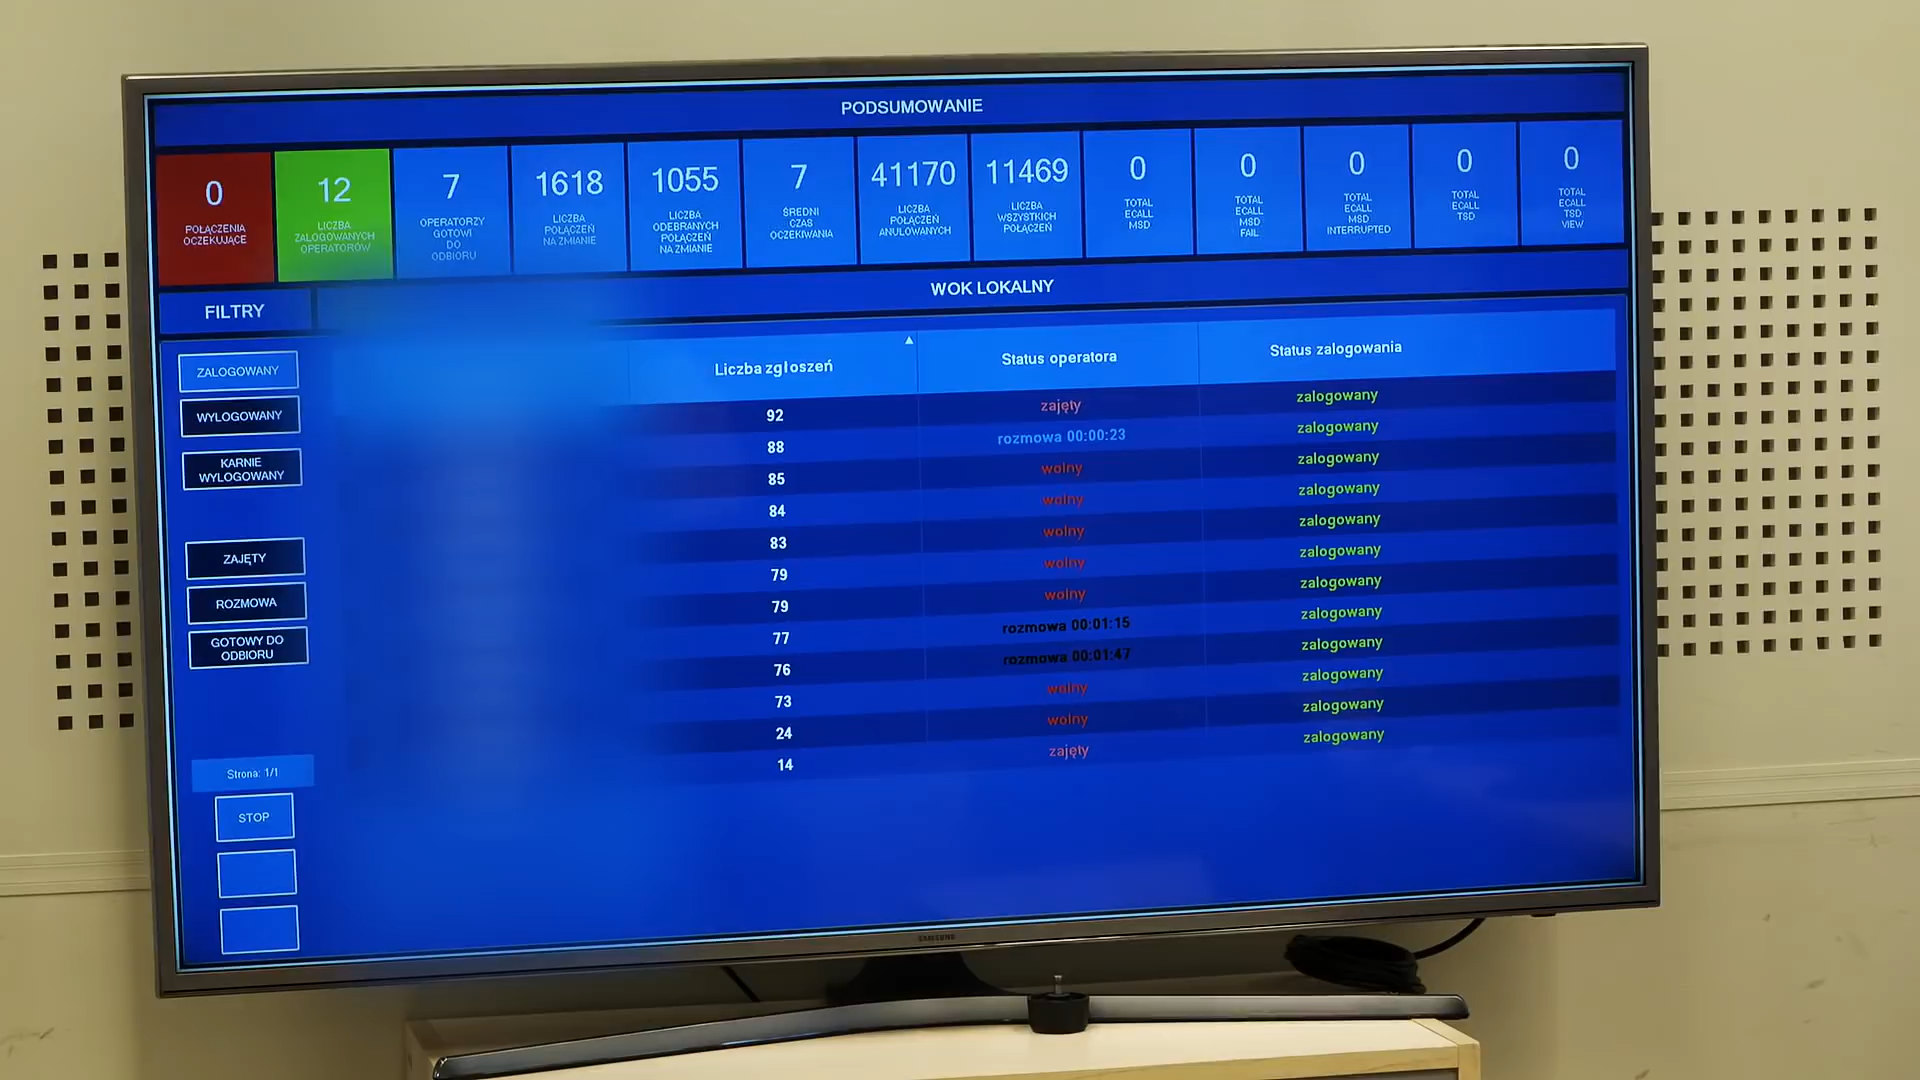 PODSUMOWANIE
0
POŁĄCZENIA
OCZEKUJĄCE
12
LICZBA
ZALOGOWANYCH
OPERATORÓW
7
OPERATORZY
GOTOWI
DO
ODBIORU
1618
LICZBA
POŁĄCZEŃ
NA ZMIANIE
1055
LICZBA
ODEBRANYCH
POŁĄCZEŃ
NA ZMIANIE
7
ŚREDNI
CZAS
OCZEKIWANIA
41170
LICZBA
POŁĄCZEŃ
ANULOWANYCH
11469
LICZBA
WSZYSTKICH
POŁĄCZEŃ
0
TOTAL
ECALL
MSD
0
TOTAL
ECALL
MSD
FAIL
0
TOTAL
ECALL
MSD
INTERRUPTED
0
TOTAL
ECALL
TSD
0
TOTAL
ECALL
TSD
VIEW
FILTRY
WOK LOKALNY
ZALOGOWANY
WYLOGOWANY
KARNIE
WYLOGOWANY
ZAJĘTY
ROZMOWA
GOTOWY DO
ODBIORU
Strona: 1/1
STOP
Liczba zgłoszeń Status operatora Status zalogowania
92 zajęty zalogowany
88 rozmowa 00:00:23 zalogowany
85 wolny zalogowany
84 wolny zalogowany
83 wolny zalogowany
79 wolny zalogowany
79 wolny zalogowany
77 rozmowa 00:01:15 zalogowany
76 rozmowa 00:01:47 zalogowany
73 wolny zalogowany
24 wolny zalogowany
14 zajęty zalogowany
SAMSUNG